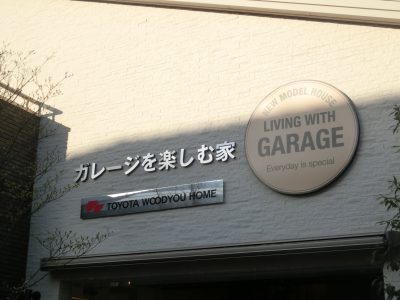 ガレージを楽しむ家
TOYOTA WOODYOU HOME
NEW MODEL HOUSE
LIVING WITH
GARAGE
Everyday is special